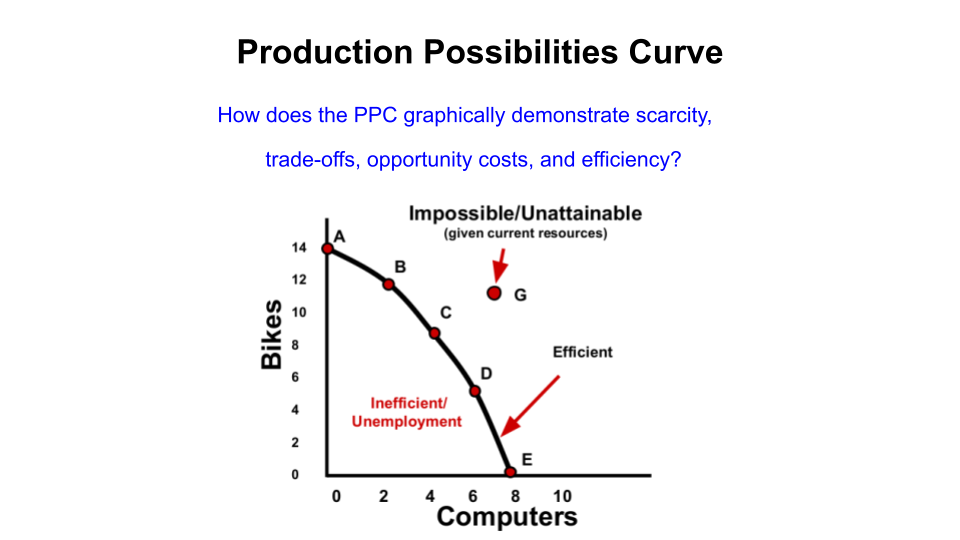 Production Possibilities Curve
How does the PPC graphically demonstrate scarcity,
trade-offs, opportunity costs, and efficiency?
Impossible/Unattainable
(given current resources)
A
14
B
12
G
C
10
Bikes
8
Efficient
D
6
Inefficient/
Unemployment
4
2
E
0
0 2 4 6 8 10
Computers